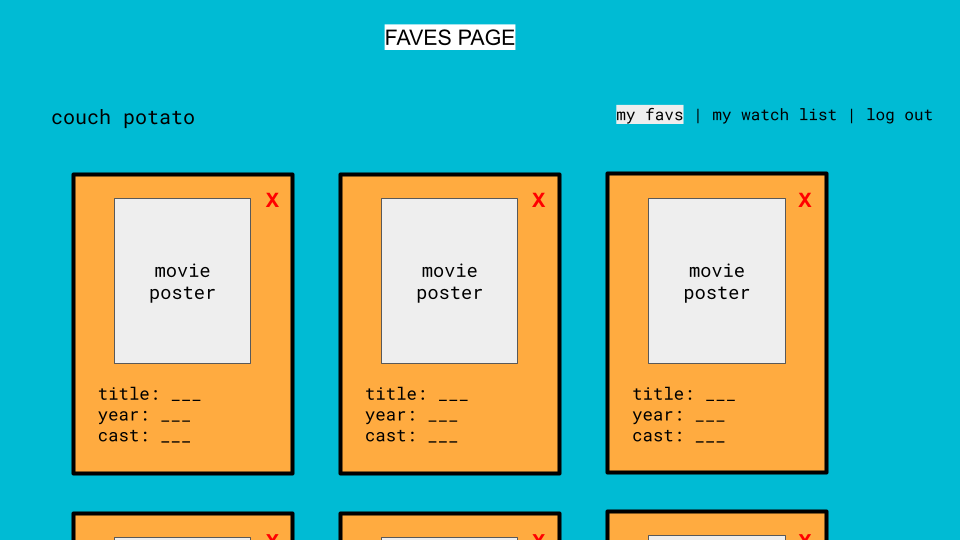 FAVES PAGE
couch potato
my favs | my watch list | log out
X
X
X
movie
poster
movie
poster
movie
poster
title: ___
year: ___
cast: ___
title: ___
year: ___
cast: ___
title: ___
year: ___
cast: ___
X
X
X